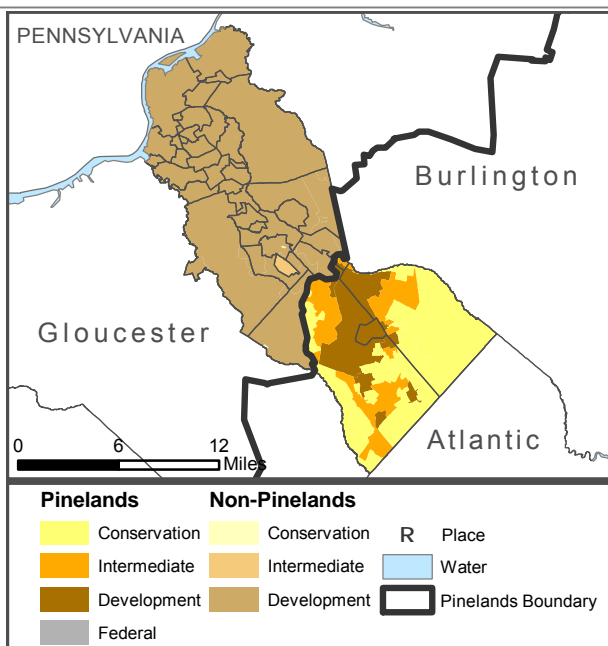 PENNSYLVANIA
Burlington
Gloucester
Atlantic
0 6 12
Miles
Pinelands Non-Pinelands
Conservation Conservation R Place
Intermediate Intermediate Water
Development Development Pinelands Boundary
Federal